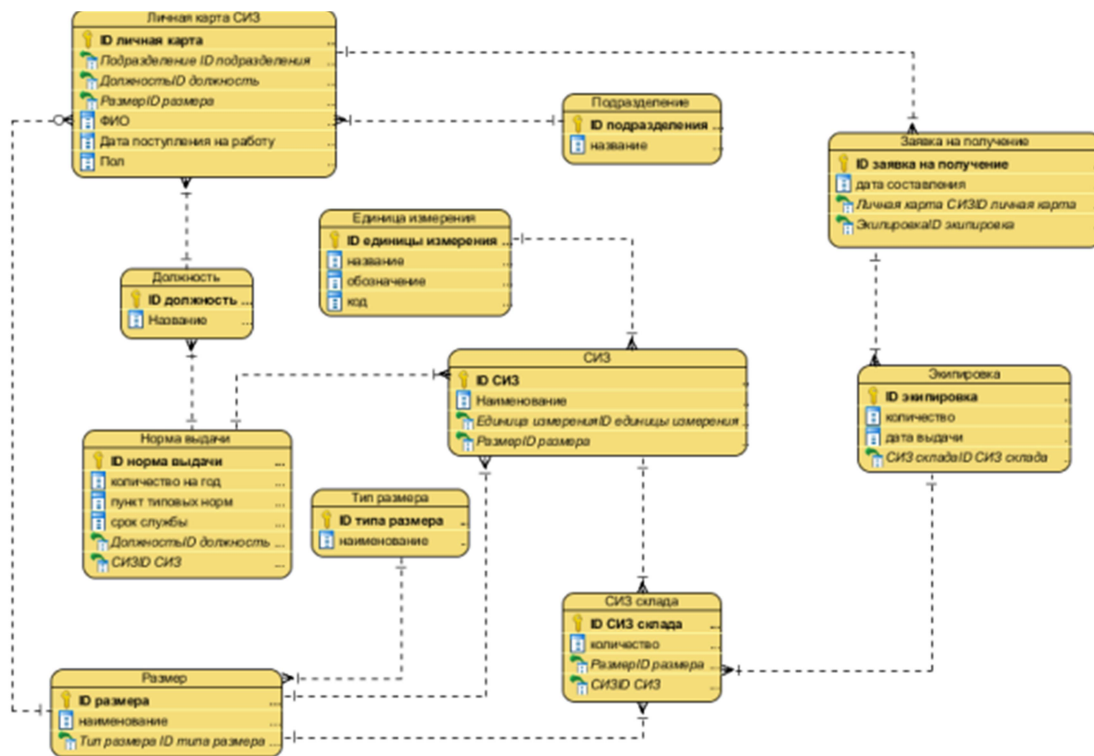 Личная карта СИЗ
ID личная карта ...
Подразделение ID подразделения ...
ДолжностьID должность ...
РазмерID размера ...
ФИО ...
Дата поступления на работу ...
Пол ...
Подразделение
ID подразделения ...
название ...
Заявка на получение
ID заявка на получение
дата составления
Личная карта СИЗID личная карта
ЭкипировкаID экипировка
Единица измерения
ID единицы измерения ...
название ...
обозначение ...
код ...
Должность
ID должность ...
Название ...
СИЗ
ID СИЗ
Наименование
Единица измеренияID единицы измерения
РазмерID размера
Экипировка
ID экипировка
количество
дата выдачи
СИЗ складаID СИЗ склада
Норма выдачи
ID норма выдачи ...
количество на год ...
пункт типовых норм ...
срок службы ...
ДолжностьID должность ...
СИЗID СИЗ ...
Тип размера
ID типа размера ...
наименование ...
СИЗ склада
ID СИЗ склада ...
количество ...
РазмерID размера ...
СИЗID СИЗ ...
Размер
ID размера ...
наименование ...
Тип размера ID типа размера ...